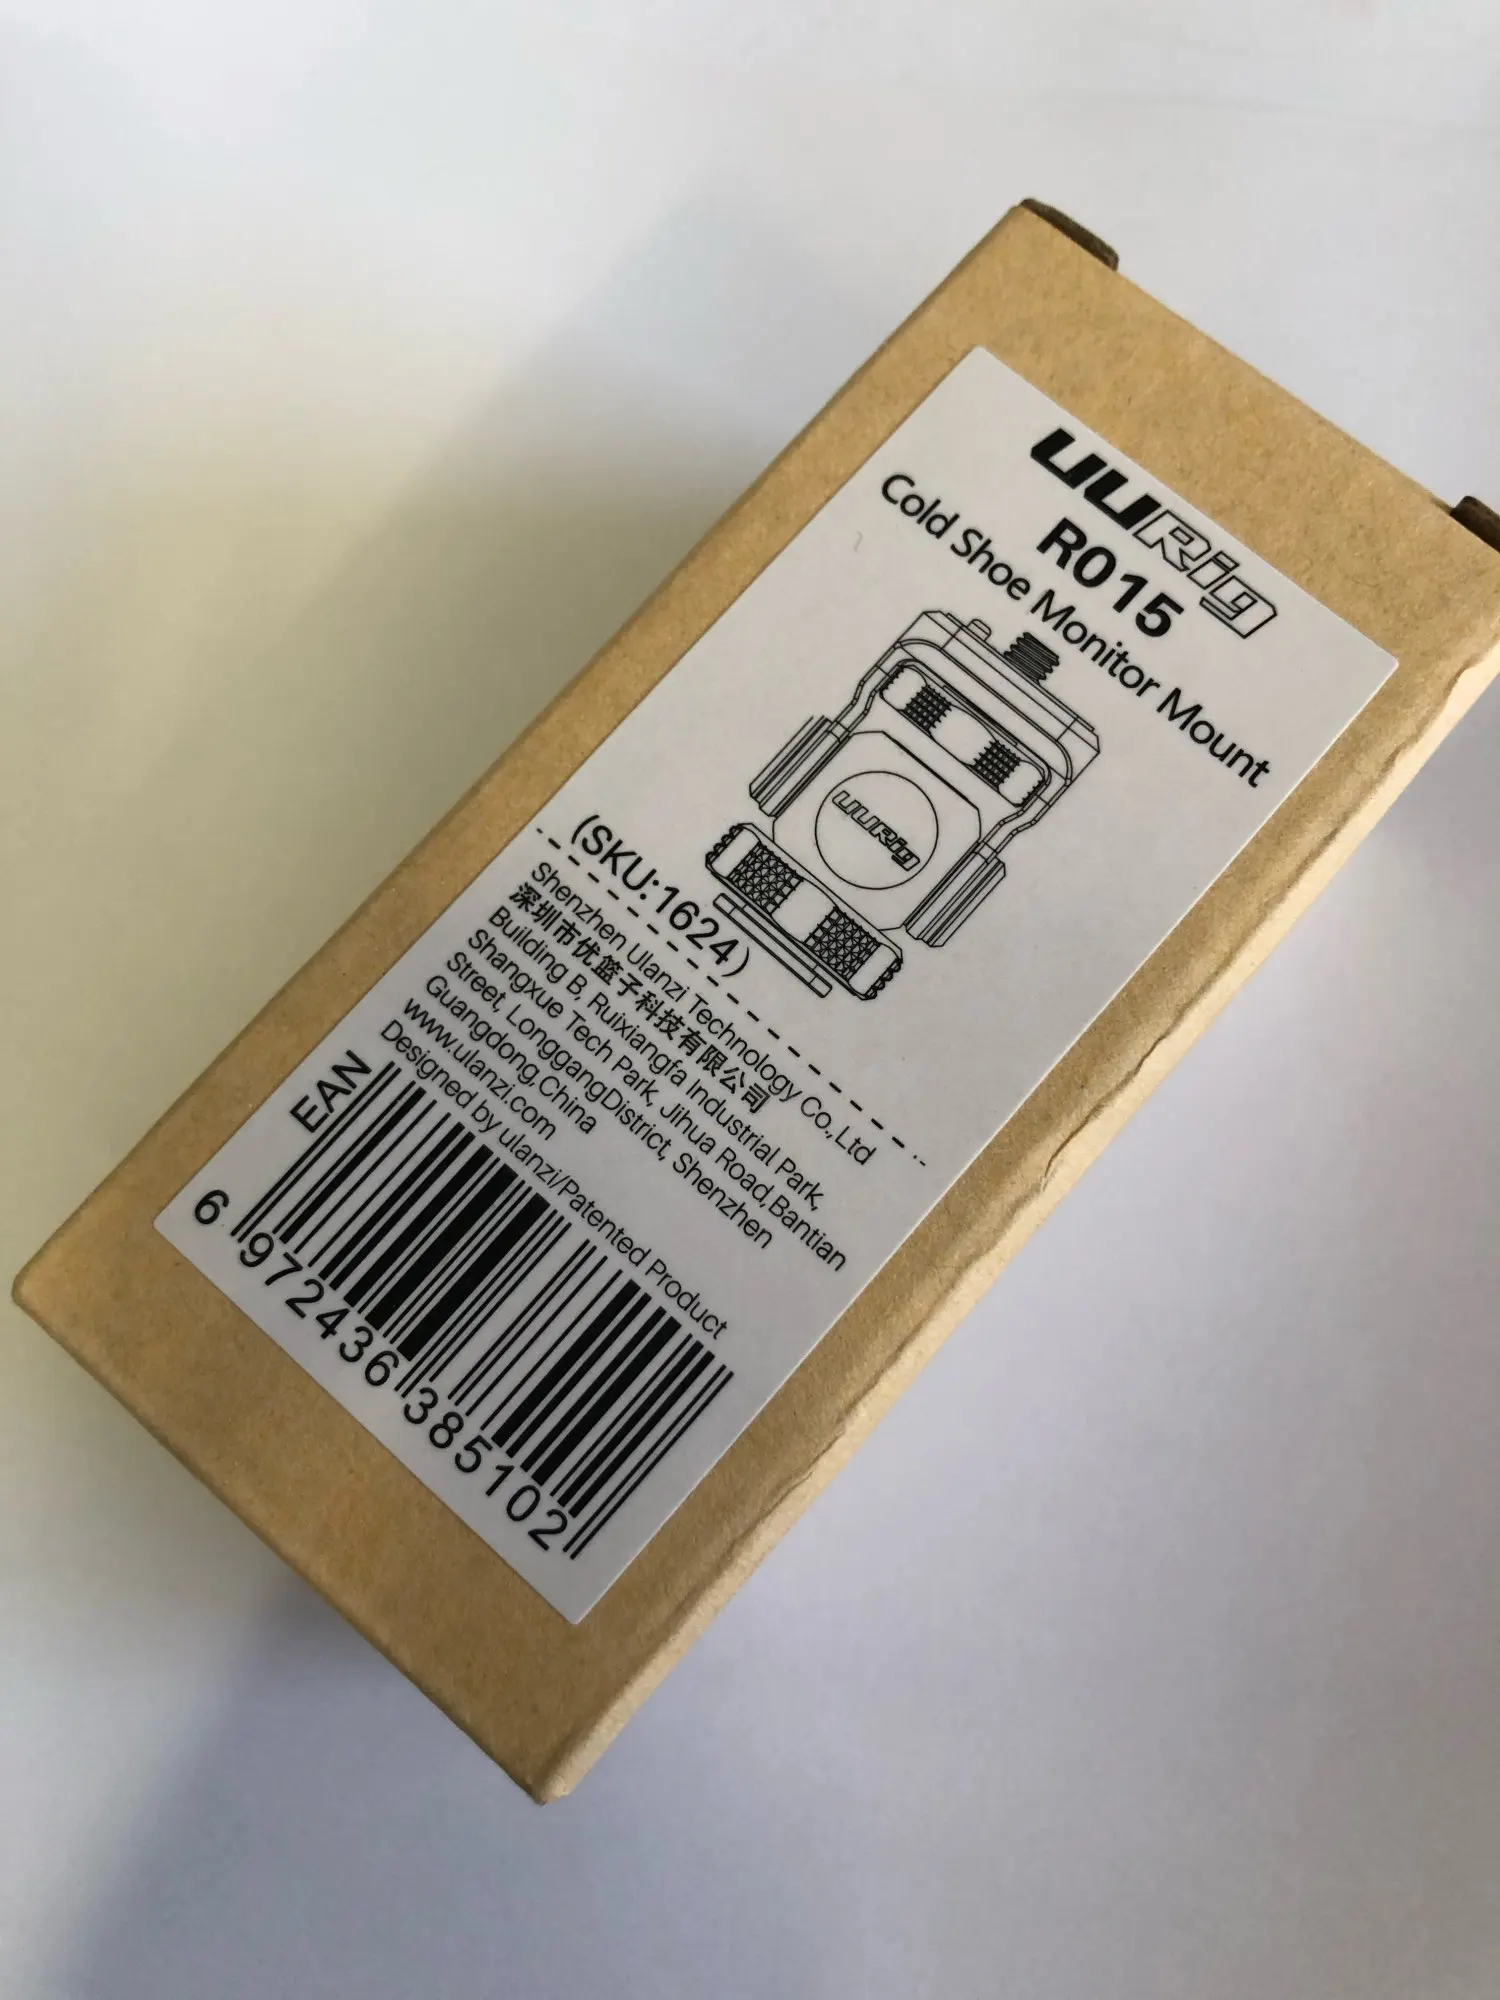 UURig
R015
Cold Shoe Monitor Mount
UURig
(SKU:1624)
Shenzhen Ulanzi Technology Co.,Ltd
深圳市优篮子科技有限公司
Building B, Ruixiangfa Industrial Park,
Shangxue Tech Park, Jihua Road,Bantian
Street, LonggangDistrict, Shenzhen
Guangdong,China
www.ulanzi.com
Designed by ulanzi/Patented Product
EAN
6 972436 385102